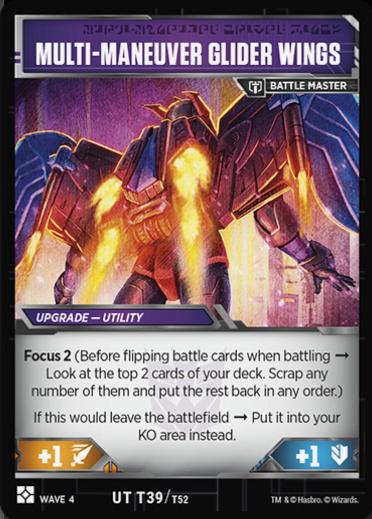 MULTI-MANEUVER GLIDER WINGS
BATTLE MASTER
UPGRADE — UTILITY
Focus 2 (Before flipping battle cards when battling →
Look at the top 2 cards of your deck. Scrap any
number of them and put the rest back in any order.)
If this would leave the battlefield → Put it into your
KO area instead.
+1 +1
WAVE 4 UT T39/T52 TM & © Hasbro. © Wizards.